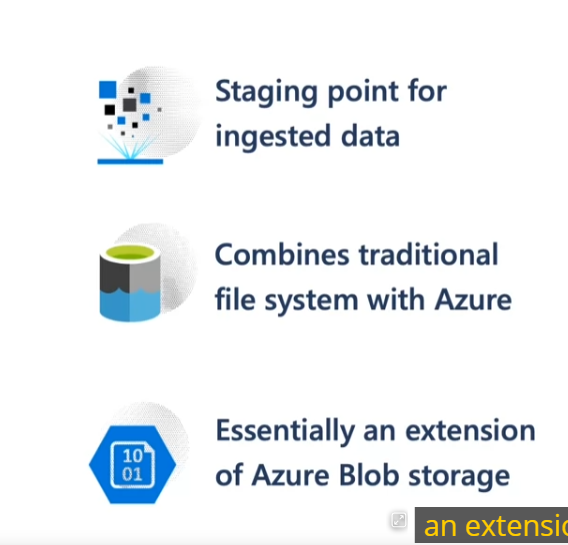 Staging point for
ingested data
Combines traditional
file system with Azure
10
01
Essentially an extension
of Azure Blob storage
an extensio